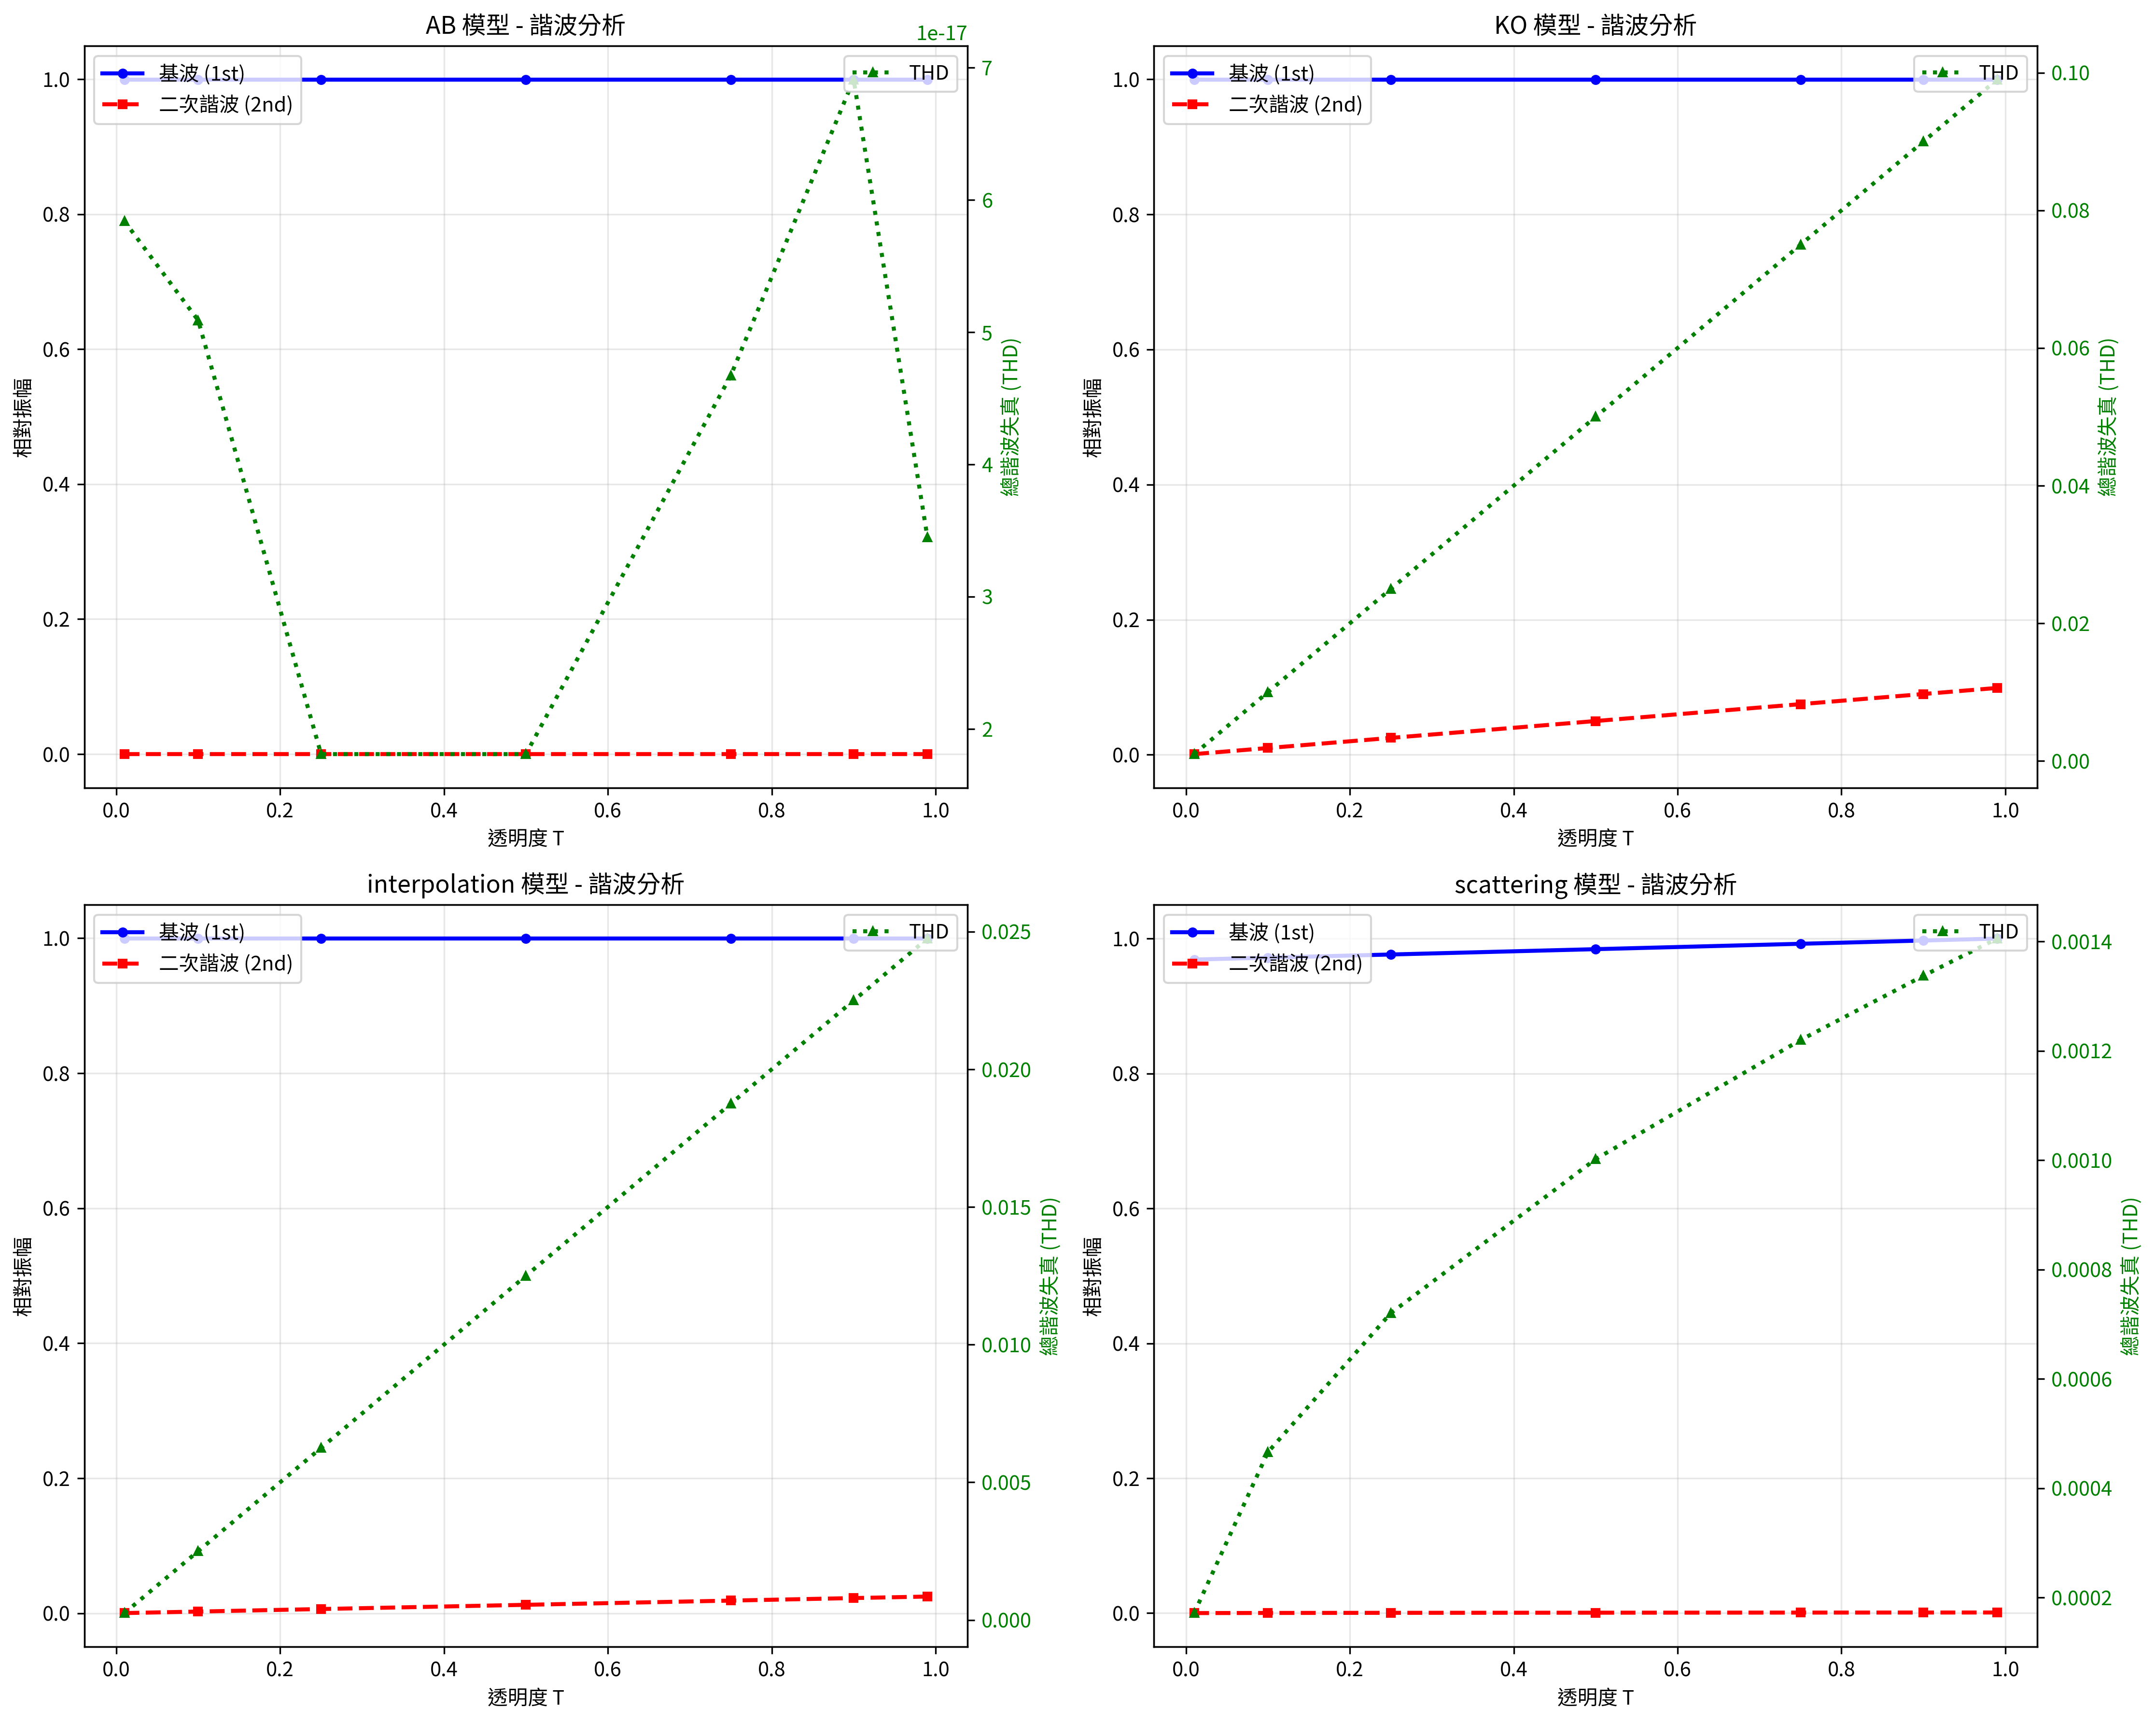 AB 模型 - 諧波分析
1e-17
基波 (1st)
二次諧波 (2nd)
THD
1.0
0.8
0.6
0.4
0.2
0.0
相對振幅
7
6
5
4
3
2
總諧波失真 (THD)
0.0 0.2 0.4 0.6 0.8 1.0
透明度 T
KO 模型 - 諧波分析
基波 (1st)
二次諧波 (2nd)
THD
1.0
0.8
0.6
0.4
0.2
0.0
相對振幅
0.10
0.08
0.06
0.04
0.02
0.00
總諧波失真 (THD)
0.0 0.2 0.4 0.6 0.8 1.0
透明度 T
interpolation 模型 - 諧波分析
基波 (1st)
二次諧波 (2nd)
THD
1.0
0.8
0.6
0.4
0.2
0.0
相對振幅
0.025
0.020
0.015
0.010
0.005
0.000
總諧波失真 (THD)
0.0 0.2 0.4 0.6 0.8 1.0
透明度 T
scattering 模型 - 諧波分析
基波 (1st)
二次諧波 (2nd)
THD
1.0
0.8
0.6
0.4
0.2
0.0
相對振幅
0.0014
0.0012
0.0010
0.0008
0.0006
0.0004
0.0002
總諧波失真 (THD)
0.0 0.2 0.4 0.6 0.8 1.0
透明度 T